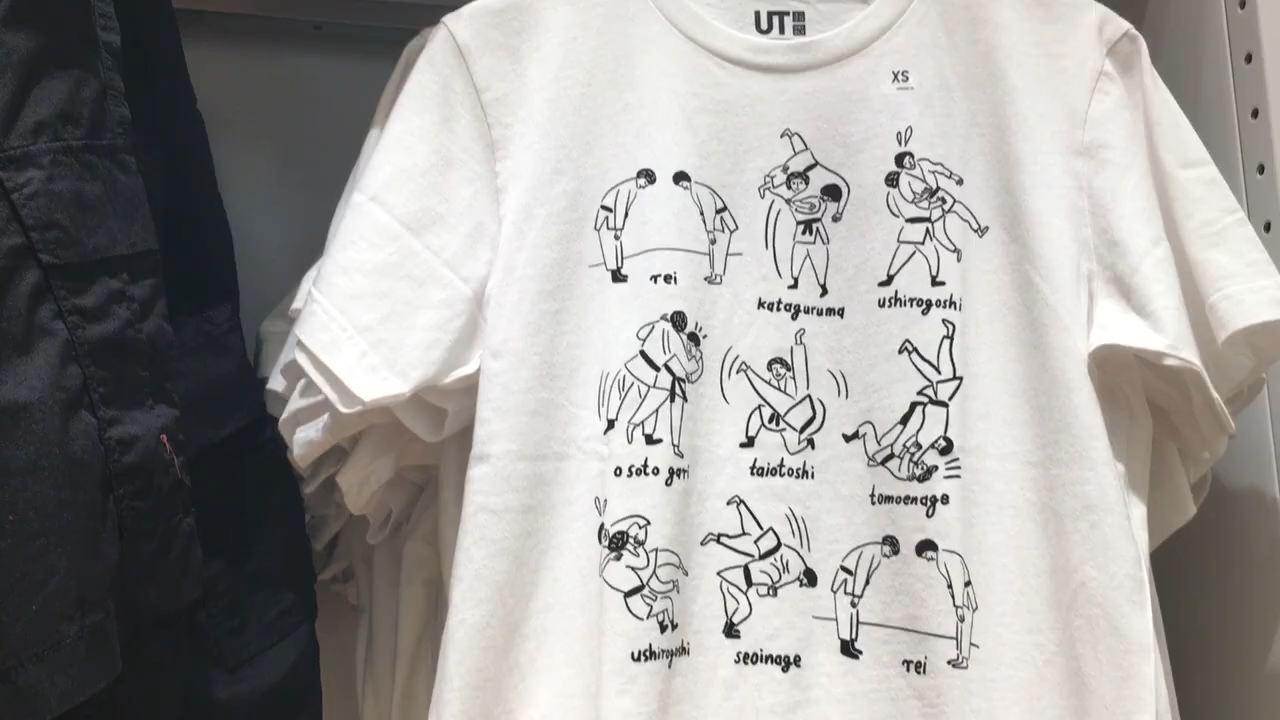 UT
XS
rei
kataguruma
ushirogoshi
o soto gari
taiotoshi
tomoenage
ushirogoshi
seoinage
rei